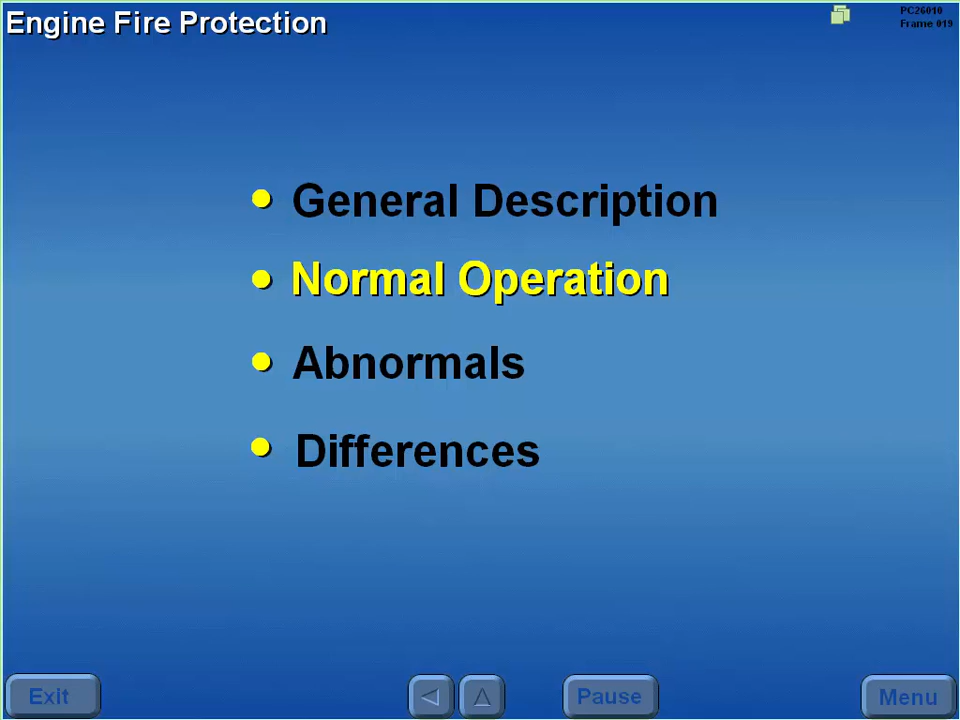 Engine Fire Protection
PC26010
Frame 019
General Description
Normal Operation
Abnormals
Differences
Exit
Pause
Menu